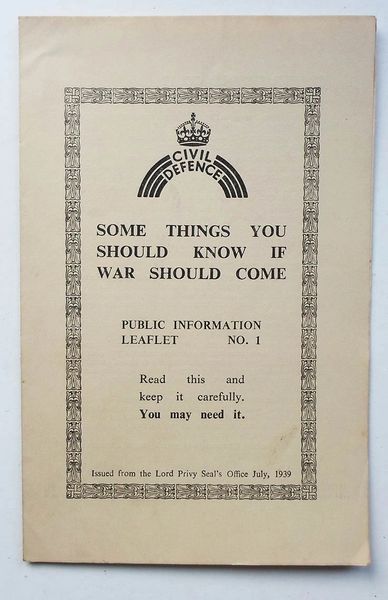 CIVIL
DEFENCE
SOME THINGS YOU
SHOULD KNOW IF
WAR SHOULD COME
PUBLIC INFORMATION
LEAFLET NO. 1
Read this and
keep it carefully.
You may need it.
Issued from the Lord Privy Seal's Office July, 1939